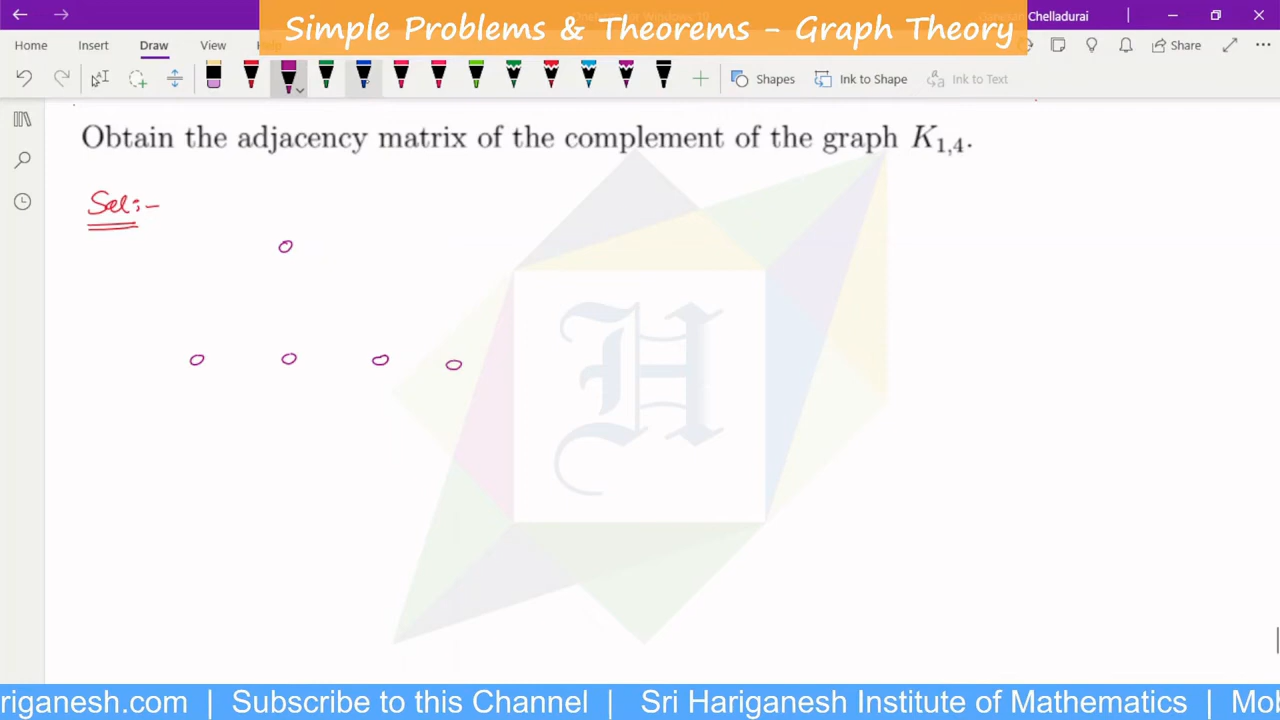 Simple Problems & Theorems - Graph Theory
Chelladurai
Home Insert Draw View
Share
Shapes Ink to Shape Ink to Text
Obtain the adjacency matrix of the complement of the graph K₁,₄.
Sol:-
H
riganesh.com | Subscribe to this Channel | Sri Hariganesh Institute of Mathematics | Mob